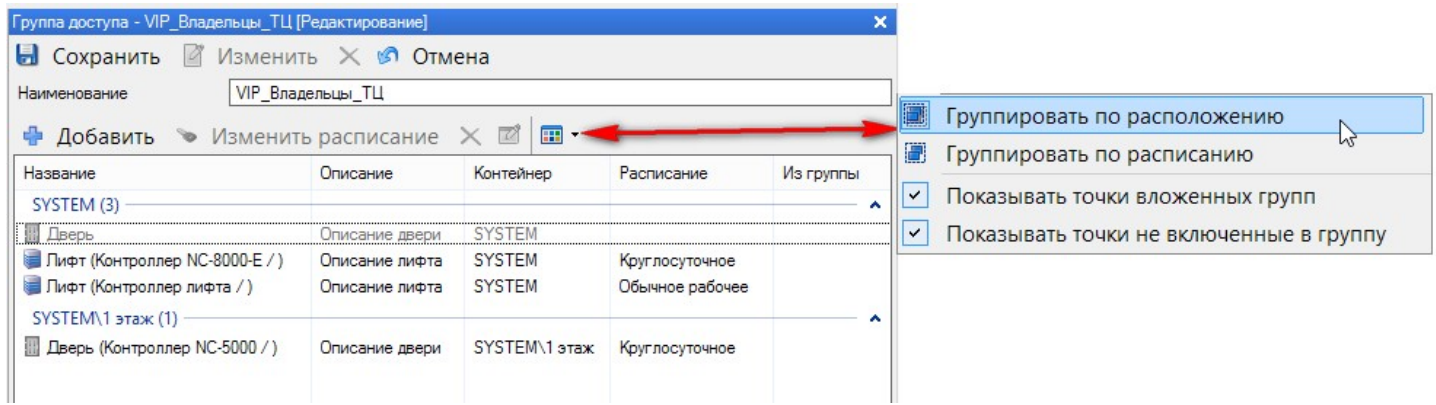 Группа доступа - VIP_Владельцы_ТЦ [Редактирование]
Сохранить Изменить Отмена
Наименование VIP_Владельцы_ТЦ
Добавить Изменить расписание
Название Описание Контейнер Расписание Из группы
SYSTEM (3)
Дверь Описание двери SYSTEM
Лифт (Контроллер NC-8000-E / ) Описание лифта SYSTEM Круглосуточное
Лифт (Контроллер лифта / ) Описание лифта SYSTEM Обычное рабочее
SYSTEM\1 этаж (1)
Дверь (Контроллер NC-5000 / ) Описание двери SYSTEM\1 этаж Круглосуточное
Группировать по расположению
Группировать по расписанию
Показывать точки вложенных групп
Показывать точки не включенные в группу